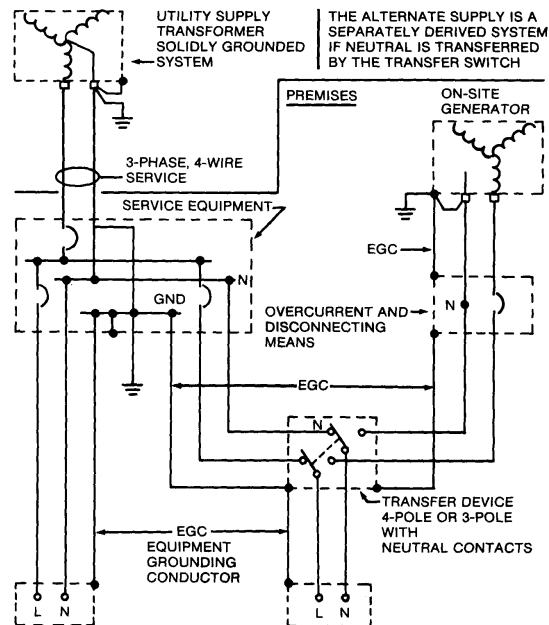 UTILITY SUPPLY
TRANSFORMER
SOLIDLY GROUNDED
SYSTEM
THE ALTERNATE SUPPLY IS A
SEPARATELY DERIVED SYSTEM
IF NEUTRAL IS TRANSFERRED
BY THE TRANSFER SWITCH
PREMISES
ON-SITE
GENERATOR
3-PHASE, 4-WIRE
SERVICE
SERVICE EQUIPMENT
EGC
N
GND
N
OVERCURRENT AND
DISCONNECTING
MEANS
EGC
N
TRANSFER DEVICE
4-POLE OR 3-POLE
WITH
NEUTRAL CONTACTS
EGC
EQUIPMENT
GROUNDING
CONDUCTOR
L N
L N